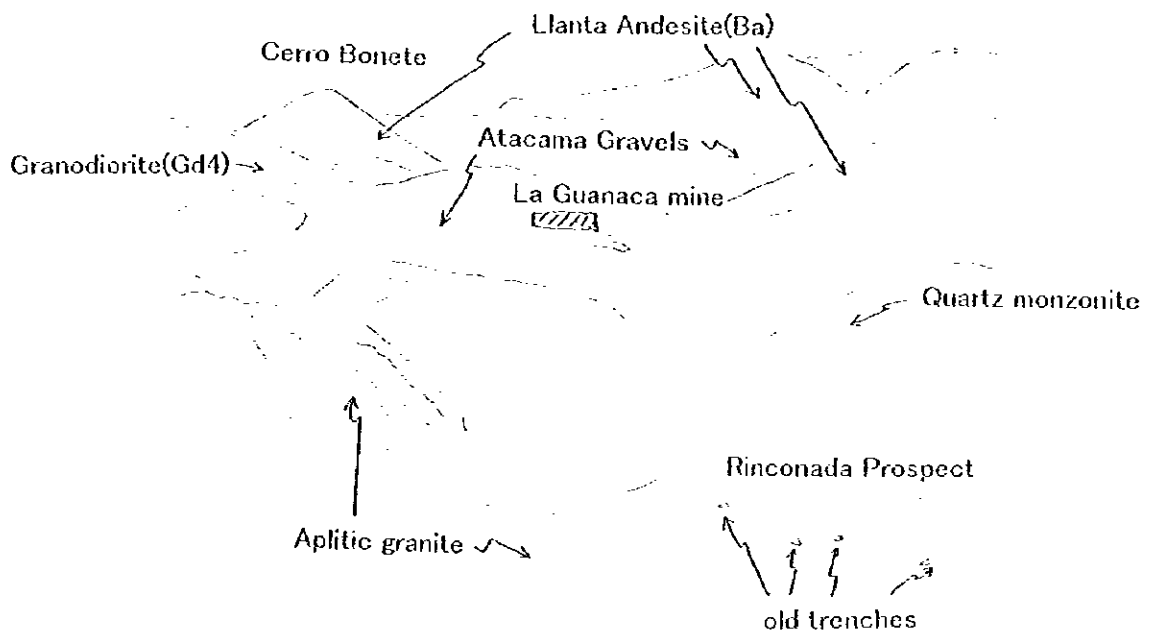 Llanta Andesite(Ba)
Cerro Bonete
Atacama Gravels
Granodiorite(Gd4)
La Guanaca mine
Quartz monzonite
Rinconada Prospect
Aplitic granite
old trenches